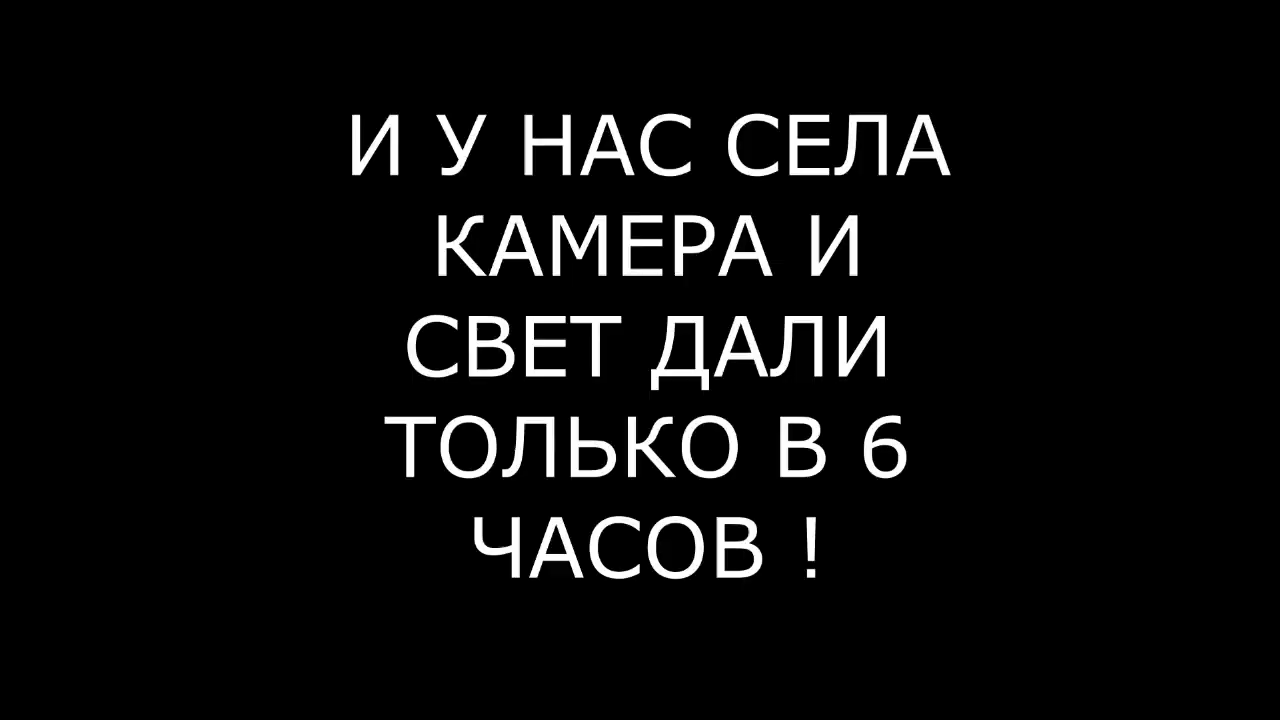 И У НАС СЕЛА
КАМЕРА И
СВЕТ ДАЛИ
ТОЛЬКО В 6
ЧАСОВ !